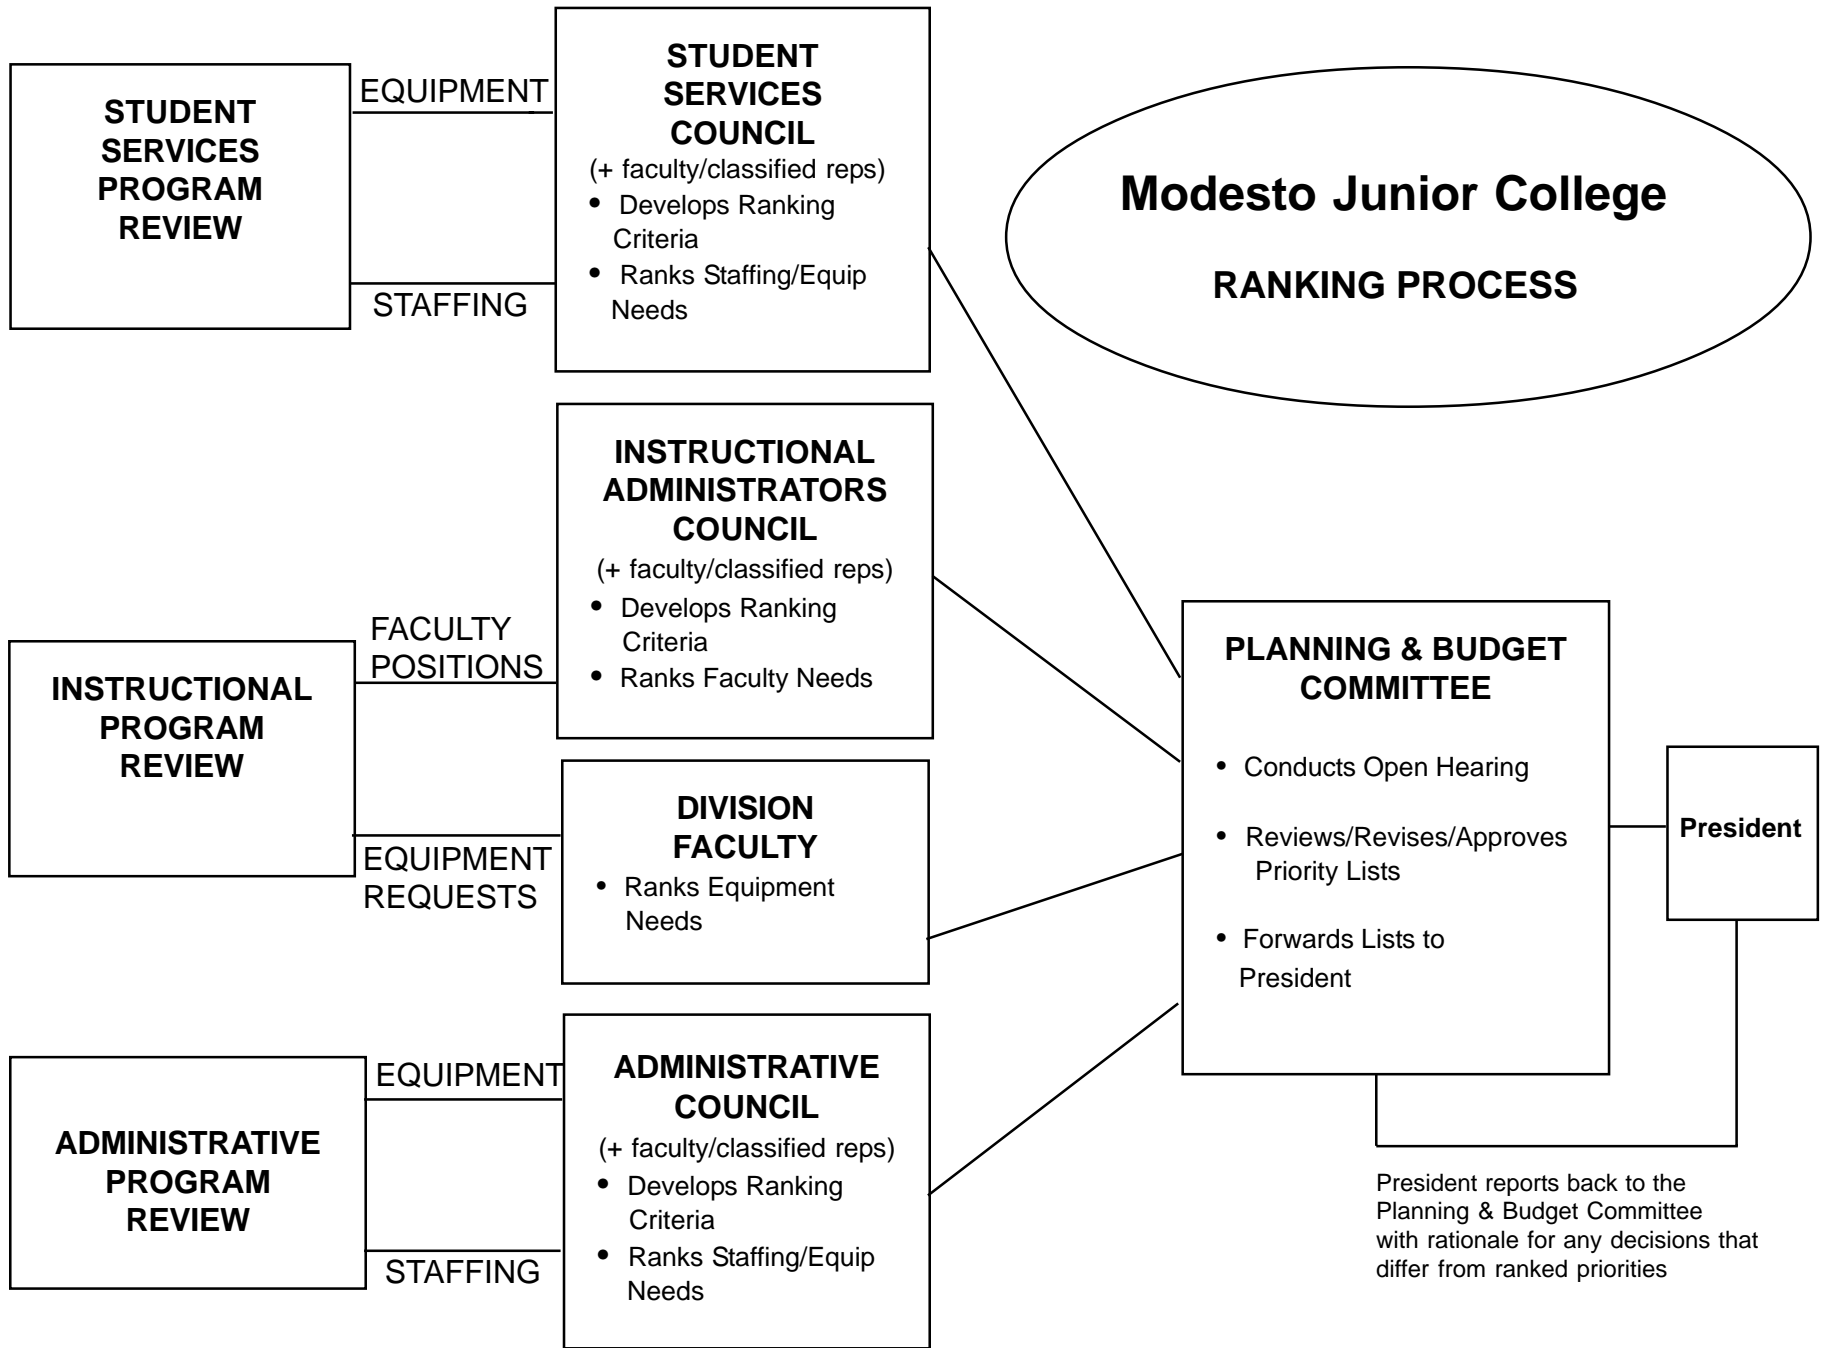 STUDENT
SERVICES
PROGRAM
REVIEW
EQUIPMENT
STAFFING
STUDENT
SERVICES
COUNCIL
(+ faculty/classified reps)
• Develops Ranking
Criteria
• Ranks Staffing/Equip
Needs
Modesto Junior College
RANKING PROCESS
INSTRUCTIONAL
PROGRAM
REVIEW
FACULTY
POSITIONS
EQUIPMENT
REQUESTS
INSTRUCTIONAL
ADMINISTRATORS
COUNCIL
(+ faculty/classified reps)
• Develops Ranking
Criteria
• Ranks Faculty Needs
DIVISION
FACULTY
• Ranks Equipment
Needs
ADMINISTRATIVE
PROGRAM
REVIEW
EQUIPMENT
STAFFING
ADMINISTRATIVE
COUNCIL
(+ faculty/classified reps)
• Develops Ranking
Criteria
• Ranks Staffing/Equip
Needs
PLANNING & BUDGET
COMMITTEE
• Conducts Open Hearing
• Reviews/Revises/Approves
Priority Lists
• Forwards Lists to
President
President
President reports back to the
Planning & Budget Committee
with rationale for any decisions that
differ from ranked priorities